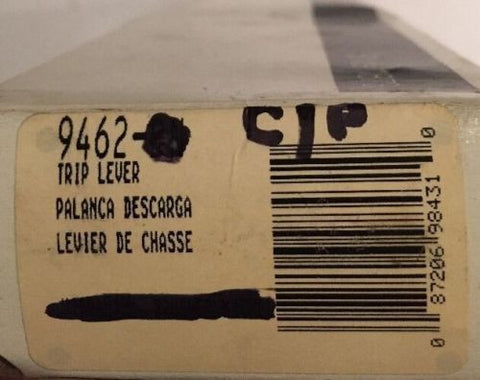 9462-
C/P
TRIP LEVER
PALANCA DESCARGA
LEVIER DE CHASSE
0 87206 98431 0